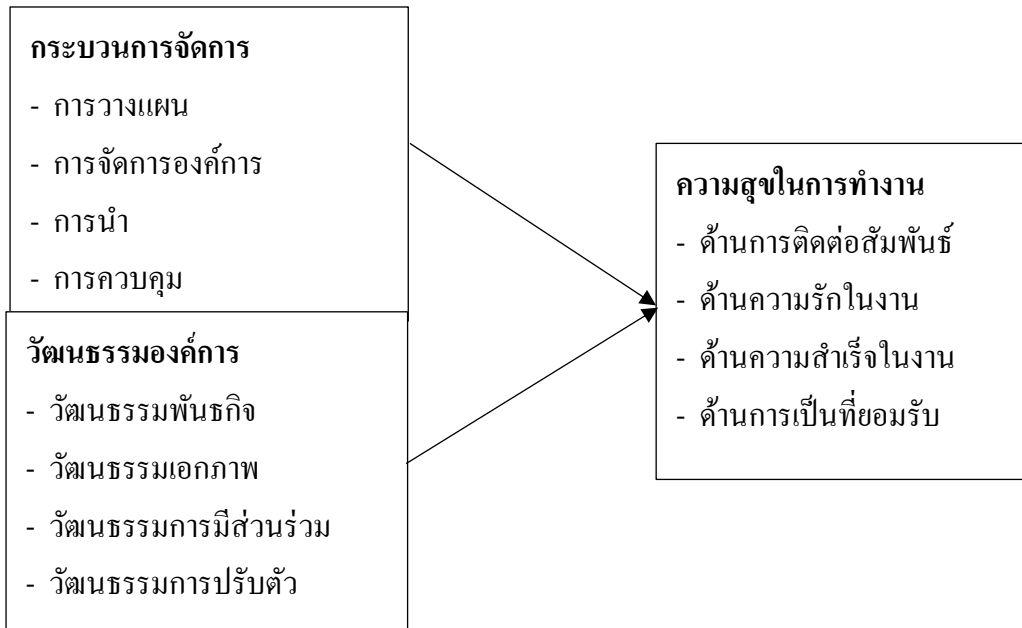 กระบวนการจัดการ
- การวางแผน
- การจัดการองค์การ
- การนำ
- การควบคุม
วัฒนธรรมองค์การ
- วัฒนธรรมพันธกิจ
- วัฒนธรรมเอกภาพ
- วัฒนธรรมการมีส่วนร่วม
- วัฒนธรรมการปรับตัว
ความสุขในการทำงาน
- ด้านการติดต่อสัมพันธ์
- ด้านความรักในงาน
- ด้านความสำเร็จในงาน
- ด้านการเป็นที่ยอมรับ